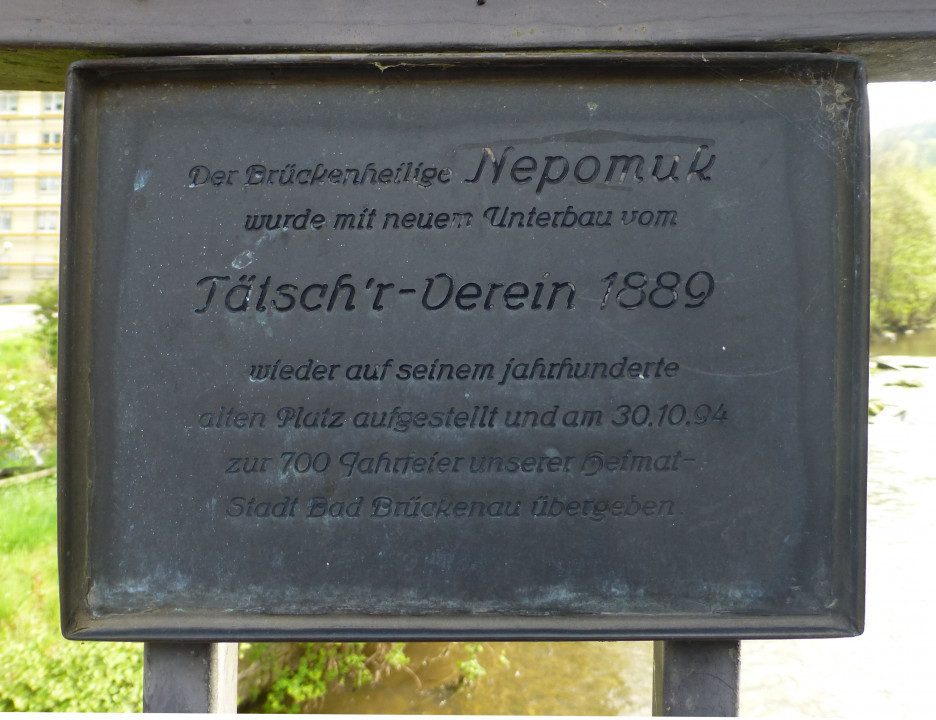 Der Brückenheilige Nepomuk
wurde mit neuem Unterbau vom
Tälsch'r-Verein 1889
wieder auf seinem jahrhunderte
alten Platz aufgestellt und am 30.10.94
zur 700 Jahrfeier unserer Heimat-
Stadt Bad Brückenau übergeben.